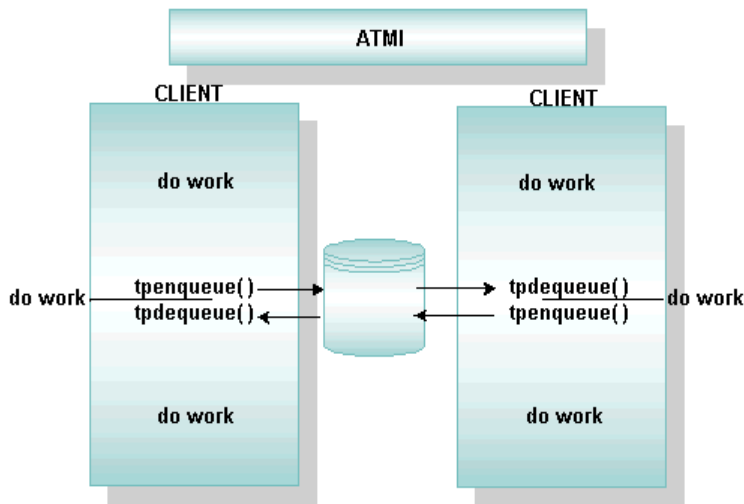 ATMI
CLIENT
CLIENT
do work
do work
tpenqueue()
tpdequeue()
do work
do work
tpdequeue()
tpenqueue()
do work
do work